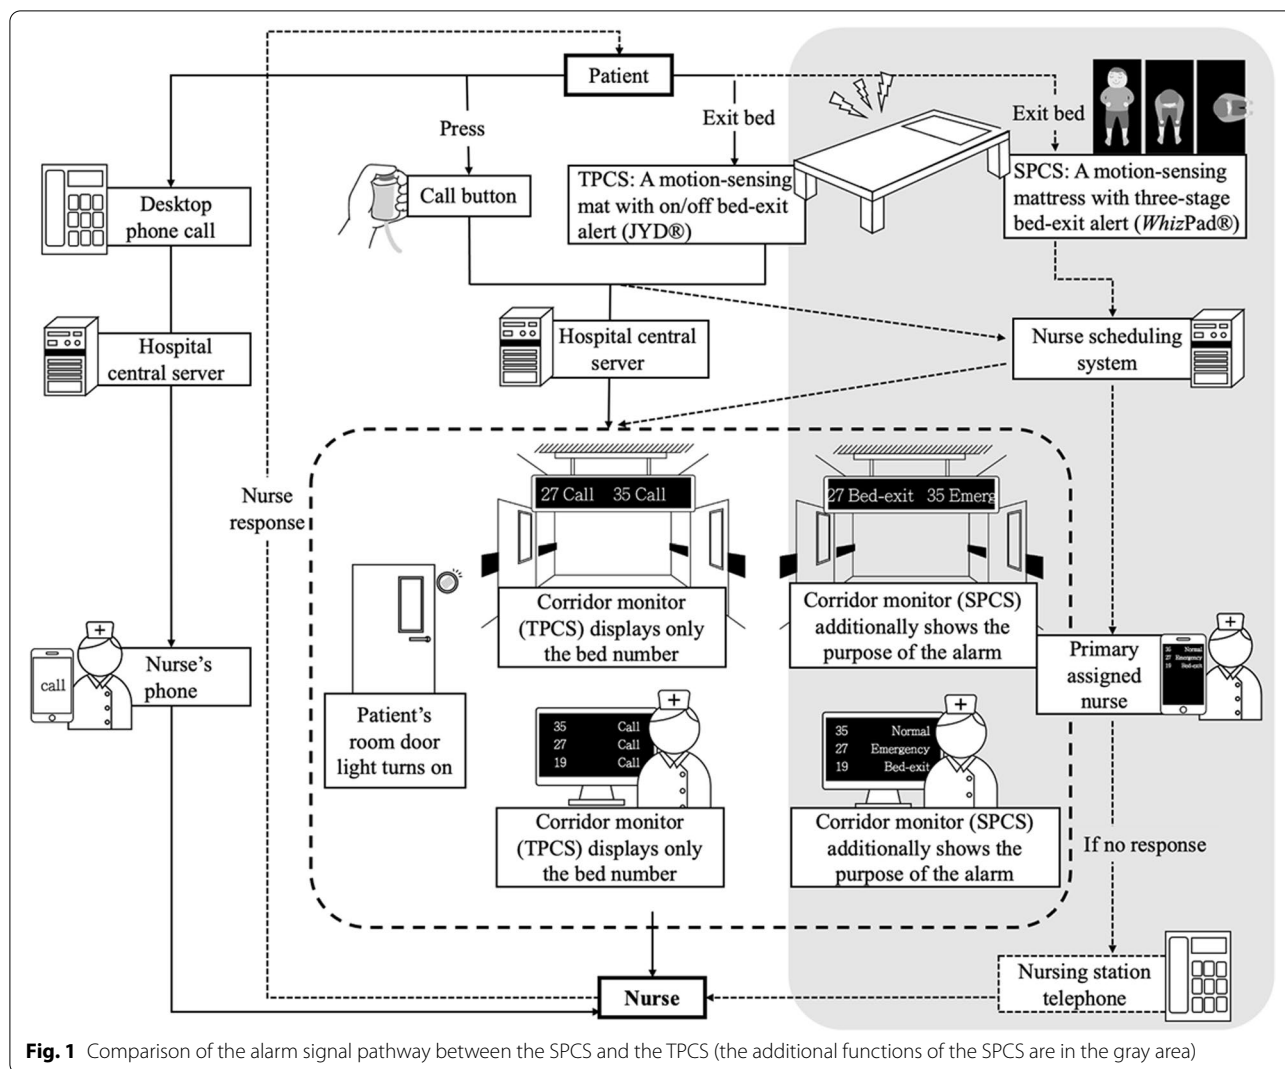 Patient
Exit bed
Exit bed
Press
Desktop
phone call
Call button
TPCS: A motion-sensing
mat with on/off bed-exit
alert (JYD®)
SPCS: A motion-sensing
mattress with three-stage
bed-exit alert (WhizPad®)
Hospital
central server
Hospital central
server
Nurse scheduling
system
Nurse
response
27 Call 35 Call
27 Bed-exit 35 Emerg
Corridor monitor
(TPCS) displays only
the bed number
Corridor monitor (SPCS)
additionally shows the
purpose of the alarm
call
Nurse's
phone
Primary
assigned
nurse
35 Normal
27 Emergency
19 Bed-exit
Patient's
room door
light turns on
35 Call
27 Call
19 Call
35 Normal
27 Emergency
19 Bed-exit
Corridor monitor
(TPCS) displays only
the bed number
Corridor monitor (SPCS)
additionally shows the
purpose of the alarm
If no response
Nursing station
telephone
Nurse
Fig. 1 Comparison of the alarm signal pathway between the SPCS and the TPCS (the additional functions of the SPCS are in the gray area)